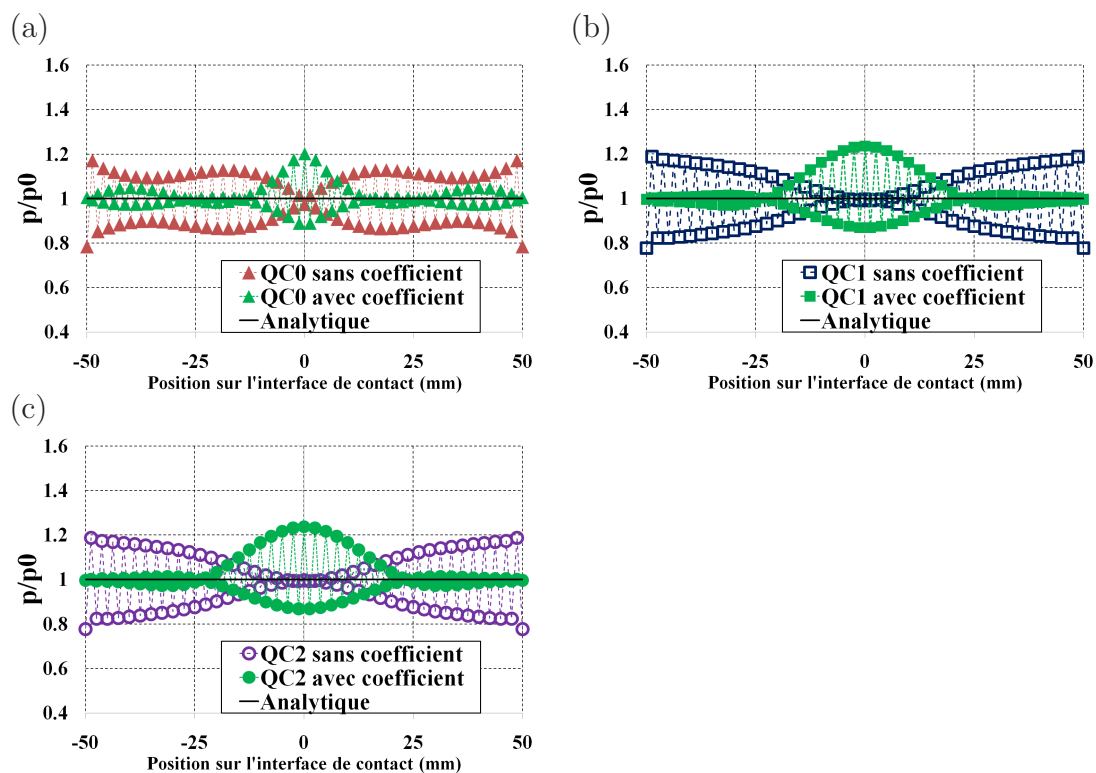 (a)
1.6
1.4
1.2
1
0.8
0.6
0.4
p/p0
QC0 sans coefficient
QC0 avec coefficient
Analytique
-50 -25 0 25 50
Position sur l'interface de contact (mm)
(b)
1.6
1.4
1.2
1
0.8
0.6
0.4
p/p0
QC1 sans coefficient
QC1 avec coefficient
Analytique
-50 -25 0 25 50
Position sur l'interface de contact (mm)
(c)
1.6
1.4
1.2
1
0.8
0.6
0.4
p/p0
QC2 sans coefficient
QC2 avec coefficient
Analytique
-50 -25 0 25 50
Position sur l'interface de contact (mm)